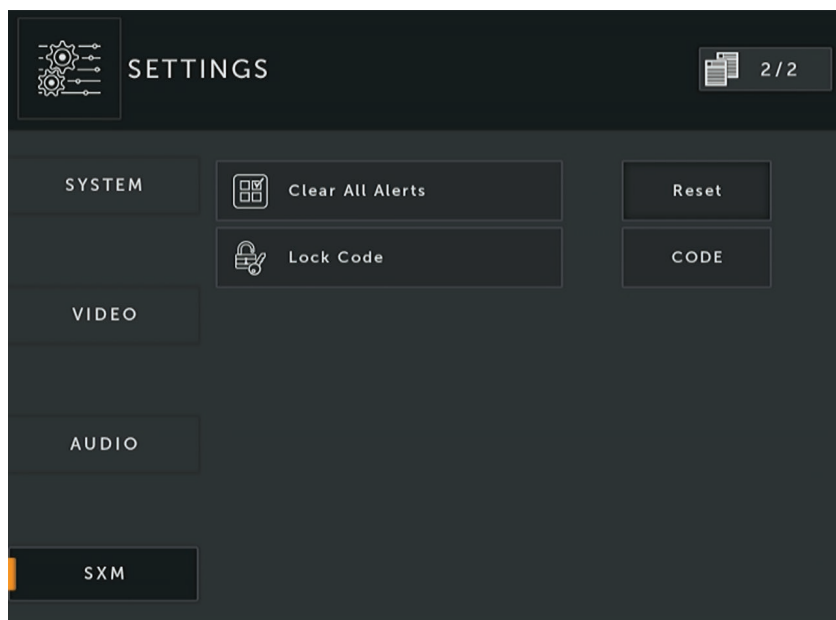 SETTINGS
2/2
SYSTEM
Clear All Alerts
Reset
Lock Code
CODE
VIDEO
AUDIO
SXM